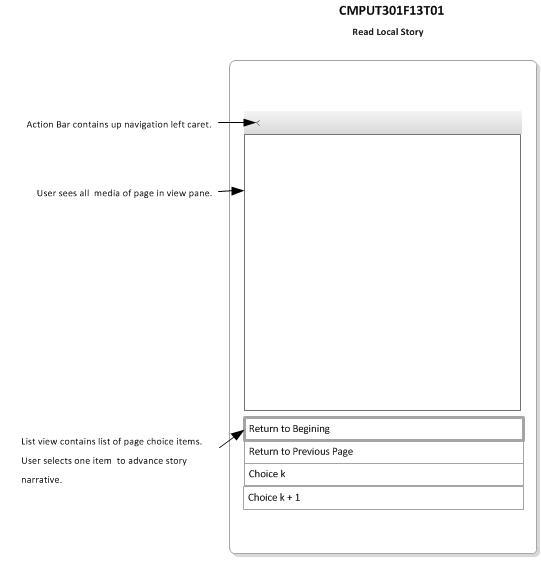 CMPUT301F13T01
Read Local Story
Action Bar contains up navigation left caret.
<
User sees all media of page in view pane.
List view contains list of page choice items.
User selects one item to advance story
narrative.
Return to Begining
Return to Previous Page
Choice k
Choice k + 1